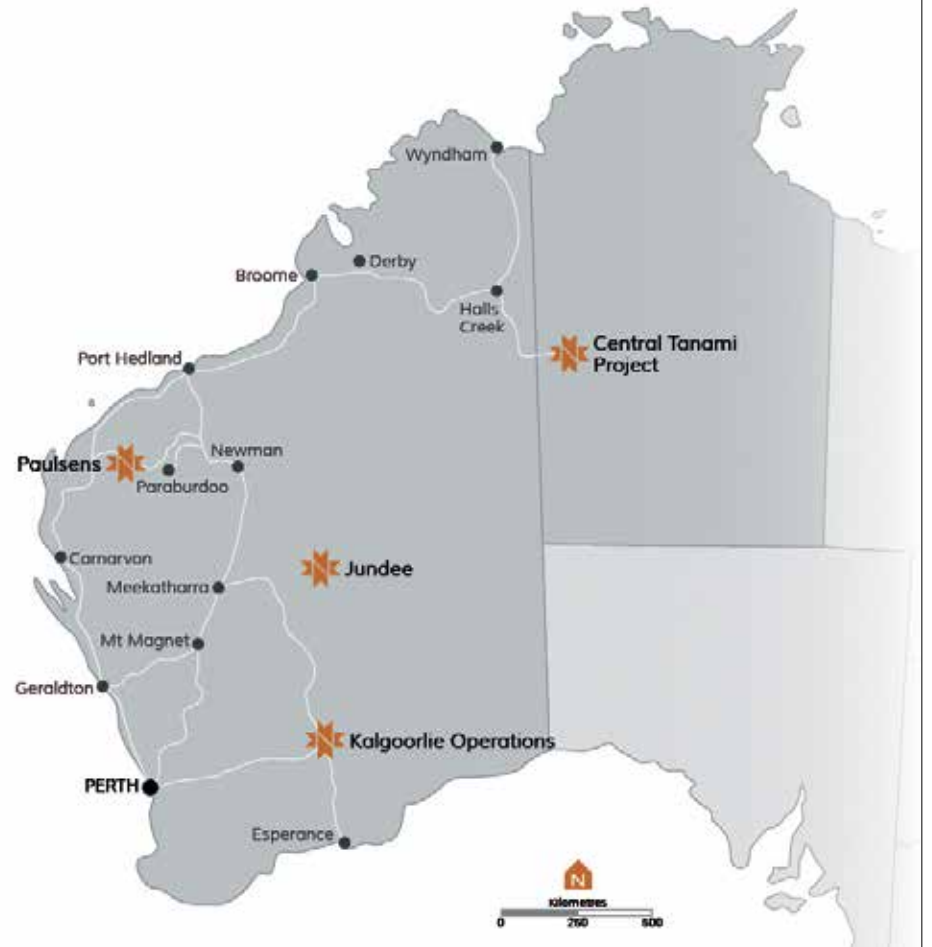 Wyndham
Derby
Broome
Halls
Creek
Central Tanami
Project
Port Hedland
Newman
Paulsens
Paraburdoo
Carnarvon
Jundee
Meekatharra
Mt Magnet
Geraldton
Kalgoorlie Operations
PERTH
Esperance
N
Kilometres
0 250 500